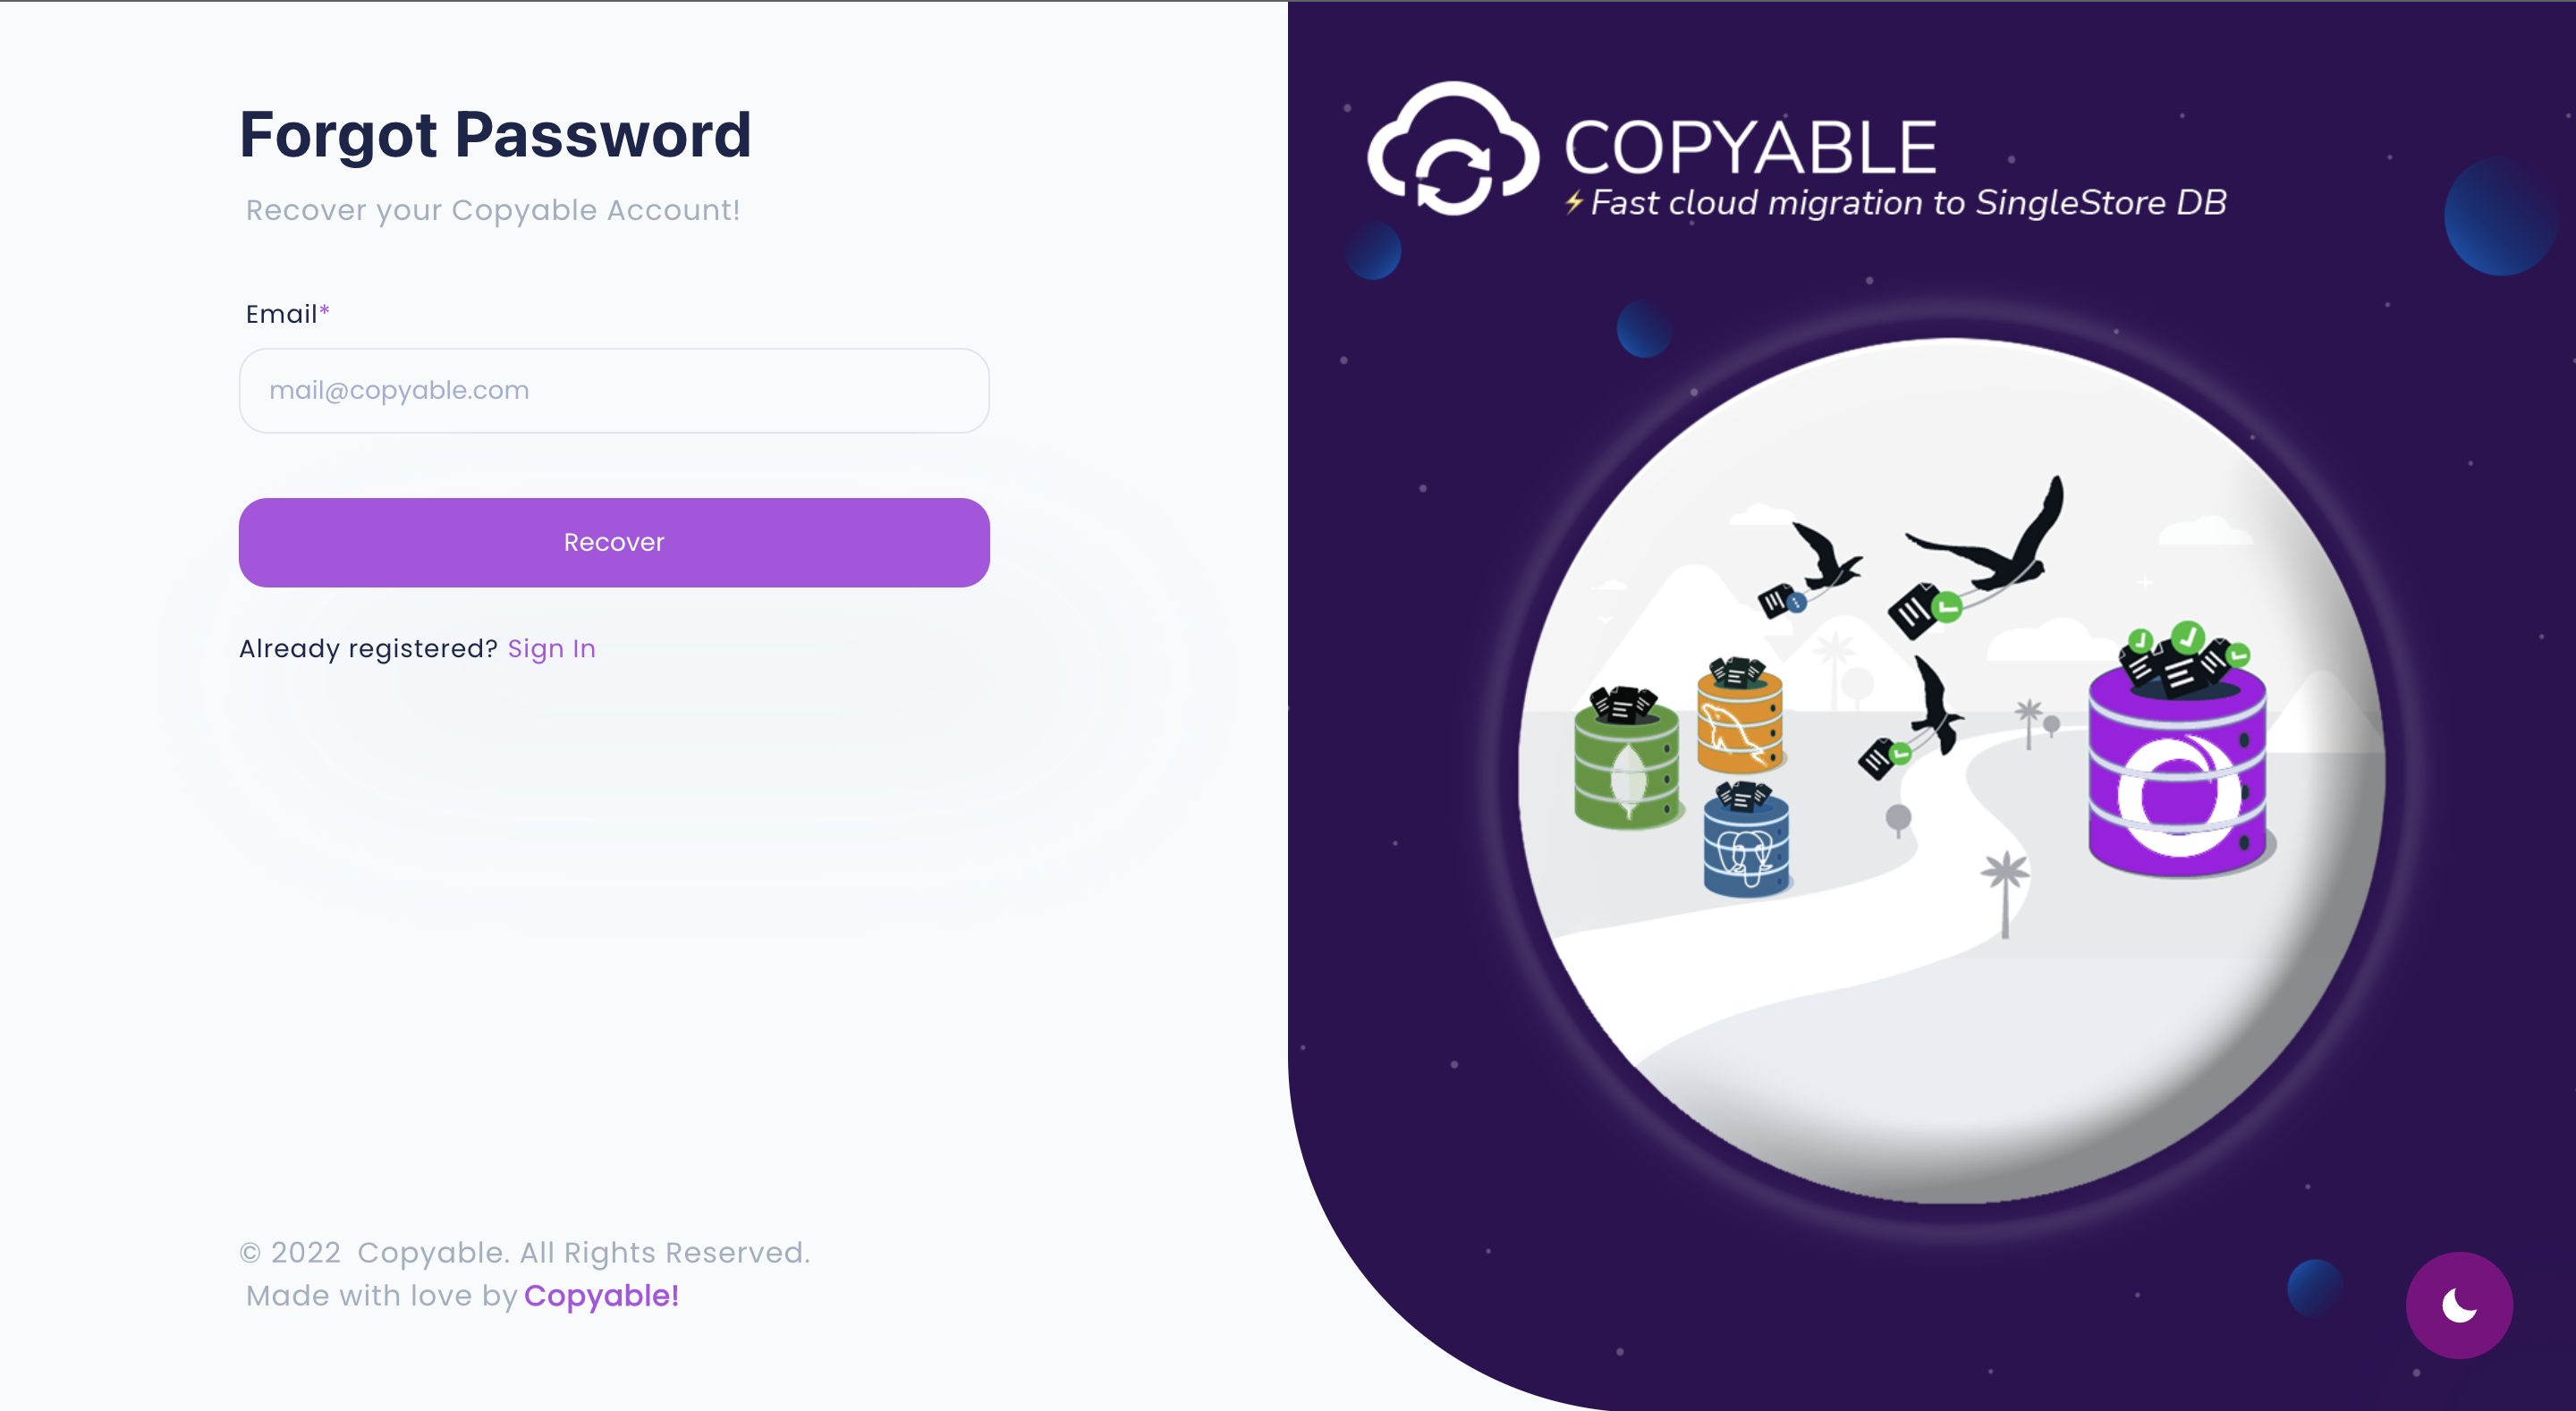 Forgot Password
Recover your Copyable Account!
Email*
mail@copyable.com
Recover
Already registered? Sign In
© 2022 Copyable. All Rights Reserved.
Made with love by Copyable!
COPYABLE
⚡Fast cloud migration to SingleStore DB